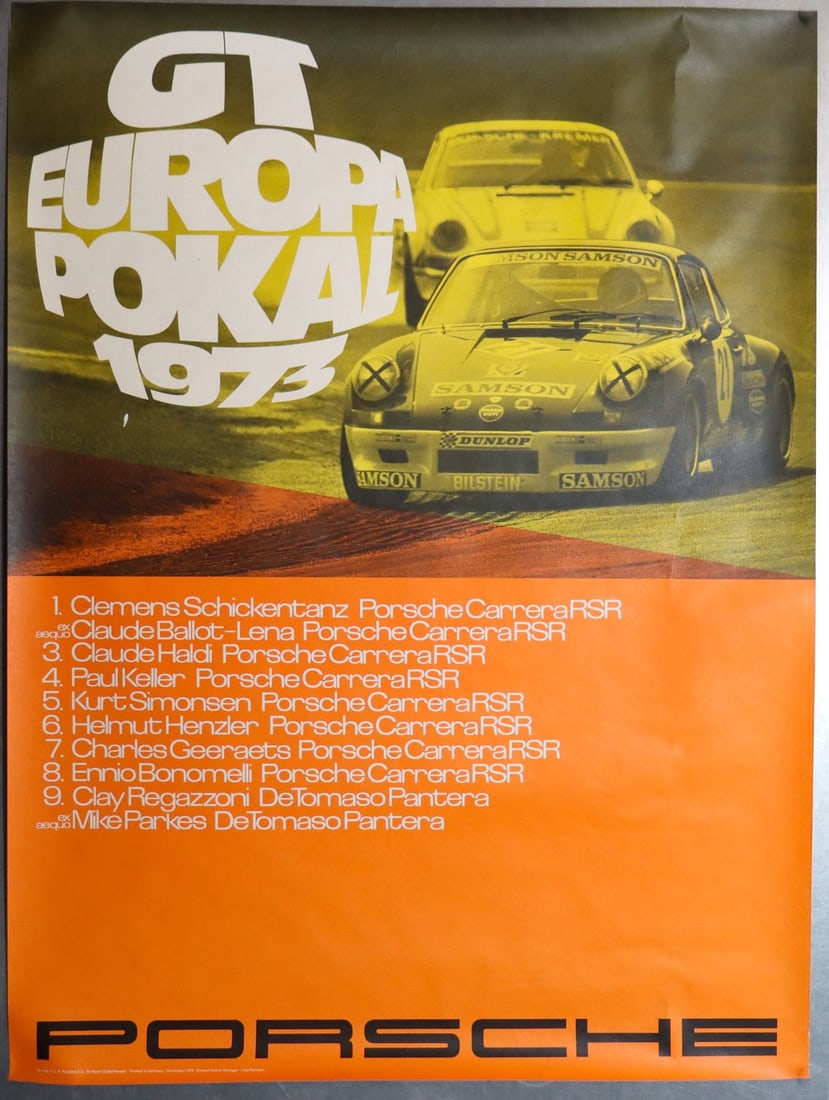 GT
EUROPA
POKAL
1973
MSON SAMSON
SAMSON
DUNLOP
SAMSON
BILSTEIN
SAMSON
1. Clemens Schickentanz Porsche Carrera RSR
ex aequo Claude Ballot-Lena Porsche Carrera RSR
3. Claude Haldi Porsche Carrera RSR
4. Paul Keller Porsche Carrera RSR
5. Kurt Simonsen Porsche Carrera RSR
6. Helmut Henzler Porsche Carrera RSR
7. Charles Geeraets Porsche Carrera RSR
8. Ennio Bonomelli Porsche Carrera RSR
9. Clay Regazzoni DeTomaso Pantera
ex aequo Mike Parkes DeTomaso Pantera
PORSCHE